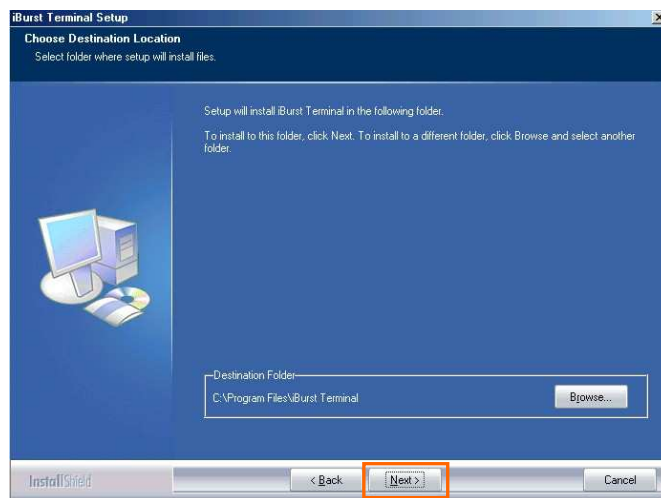 iBurst Terminal Setup
Choose Destination Location
Select folder where setup will install files.
Setup will install iBurst Terminal in the following folder.
To install to this folder, click Next. To install to a different folder, click Browse and select another
folder.
Destination Folder
C:\Program Files\iBurst Terminal
Browse...
InstallShield
< Back
Next >
Cancel